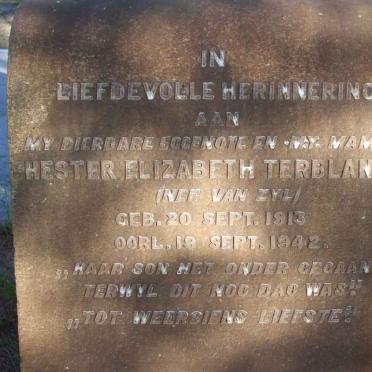 IN
LIEFDEVOLLE HERINNERING
AAN
MY DIERBARE EGGENOTE EN MY MAM
HESTER ELIZABETH TERBLAN
(NEE VAN ZYL)
GEB. 20 SEPT. 1913
OORL. 19 SEPT. 1942.
„HAAR SON HET ONDER GEGAAN
TERWYL DIT NOG DAG WAS".
„TOT WEERSIENS LIEFSTE".